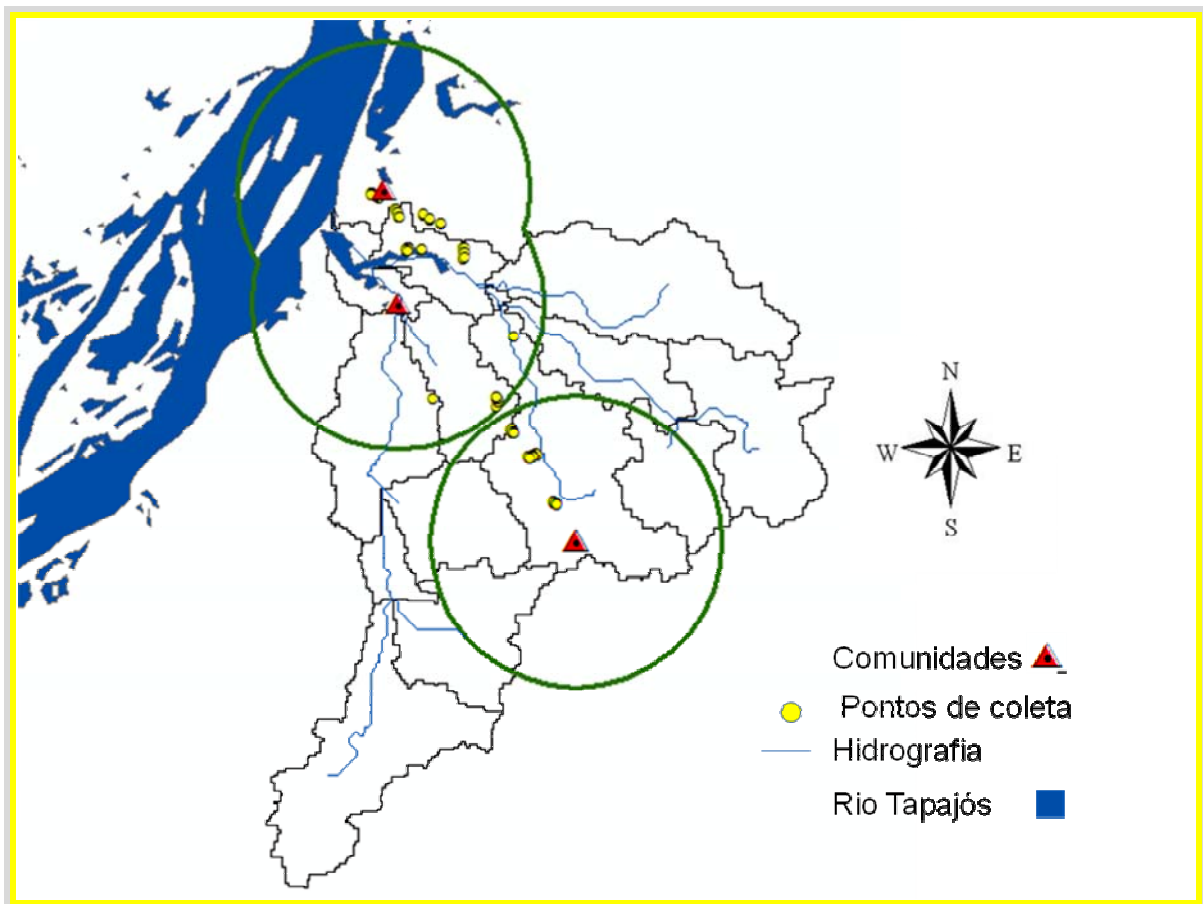 N
W E
S
Comunidades
Pontos de coleta
Hidrografia
Rio Tapajós